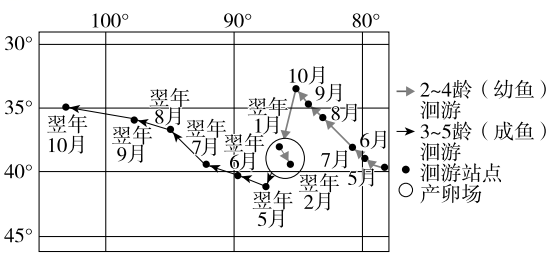 100°
90°
80°
30°
35°
40°
45°
翌年
10月
翌年
9月
翌年
8月
翌年
7月
翌年
6月
翌年
5月
翌年
2月
翌年
1月
10月
9月
8月
7月
6月
5月
2~4龄（幼鱼）
洄游
3~5龄（成鱼）
洄游
洄游站点
产卵场